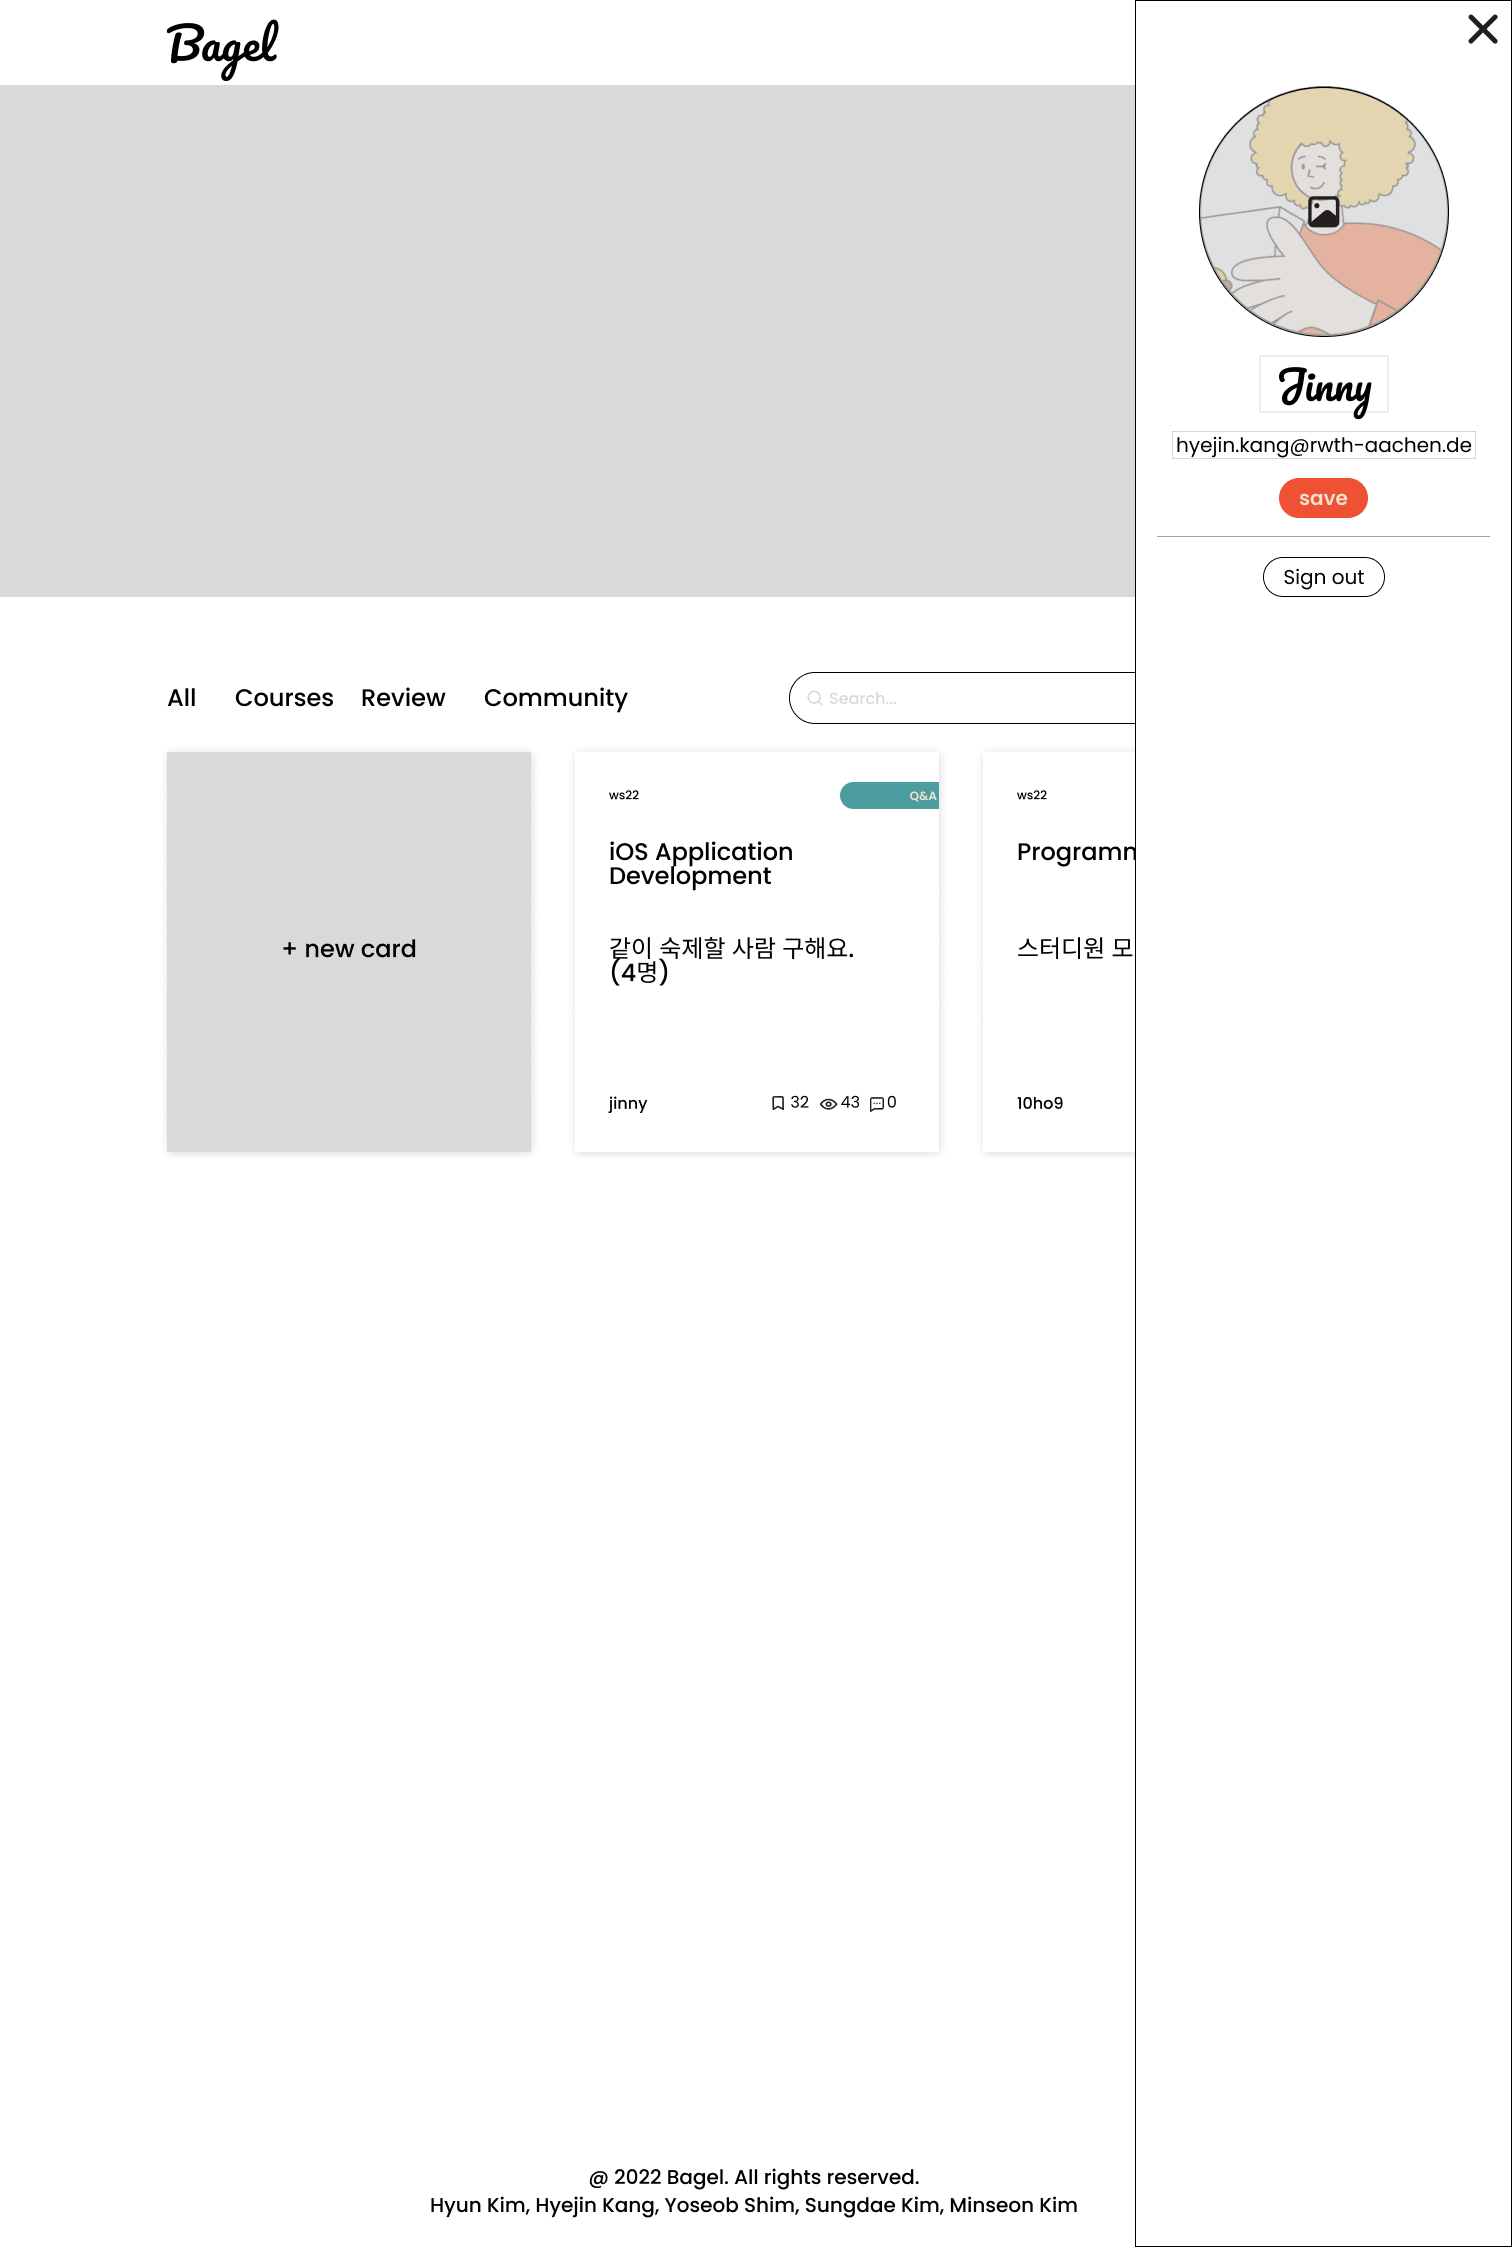 Bagel
All Courses Review Community
Search...
+ new card
ws22
Q&A
iOS Application
Development
같이 숙제할 사람 구해요.
(4명)
jinny
32 43 0
ws22
스터디원 모
10ho9
Jinny
hyejin.kang@rwth-aachen.de
save
Sign out
@ 2022 Bagel. All rights reserved.
Hyun Kim, Hyejin Kang, Yoseob Shim, Sungdae Kim, Minseon Kim